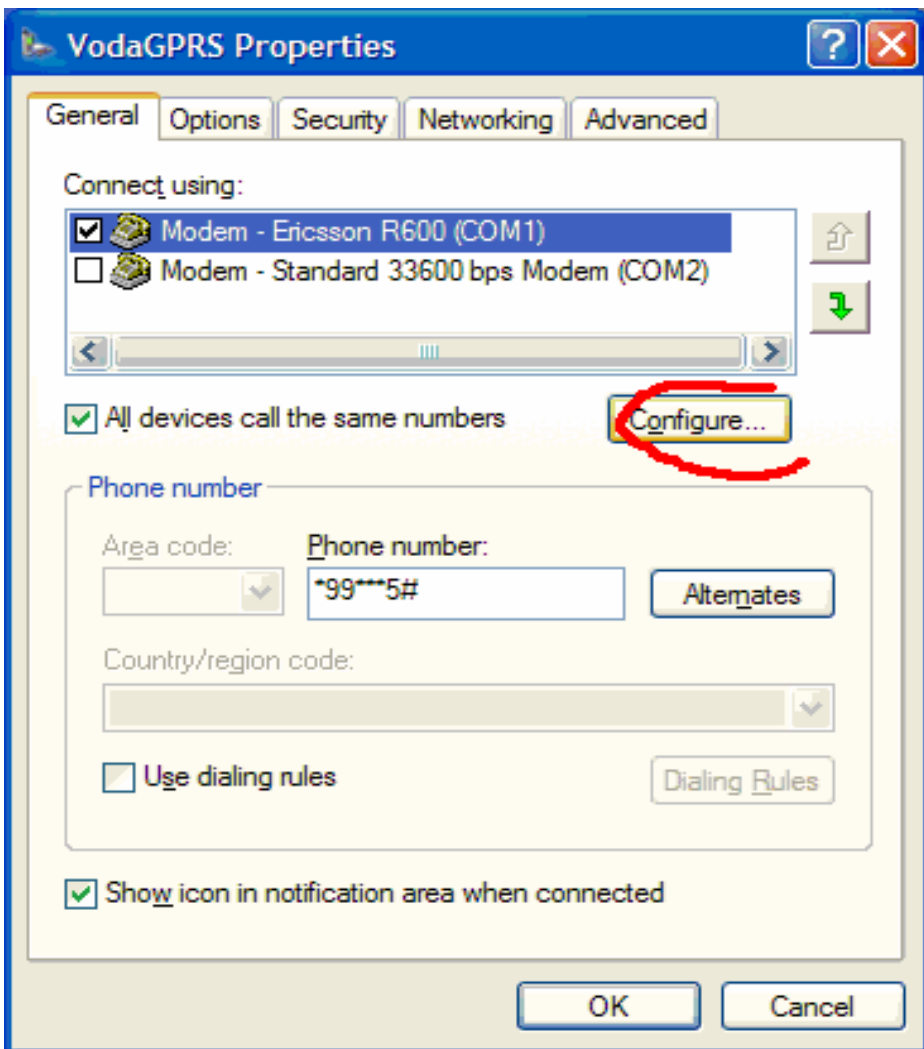 VodaGPRS Properties
General Options Security Networking Advanced
Connect using:
Modem - Ericsson R600 (COM1)
Modem - Standard 33600 bps Modem (COM2)
All devices call the same numbers
Configure...
Phone number
Area code: Phone number:
*99***5#
Alternates
Country/region code:
Use dialing rules
Dialing Rules
Show icon in notification area when connected
OK Cancel